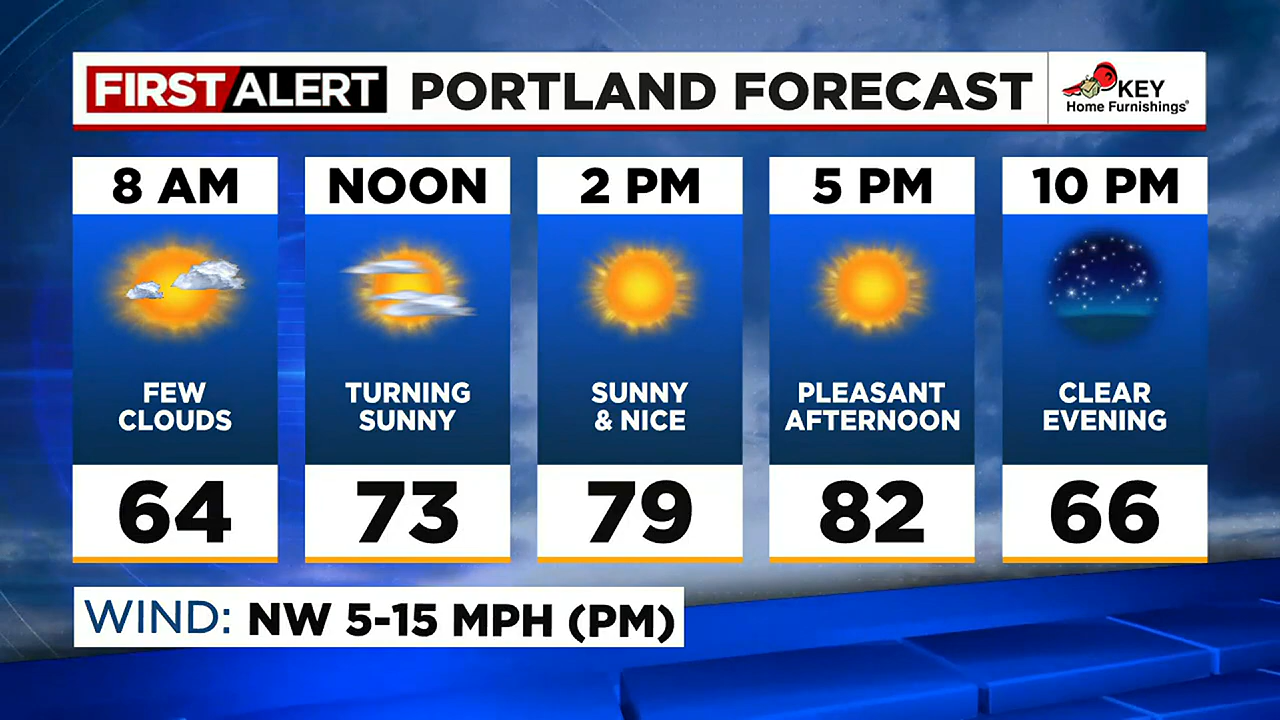 FIRST ALERT PORTLAND FORECAST
KEY
Home Furnishings®
8 AM
FEW
CLOUDS
64
NOON
TURNING
SUNNY
73
2 PM
SUNNY
& NICE
79
5 PM
PLEASANT
AFTERNOON
82
10 PM
CLEAR
EVENING
66
WIND: NW 5-15 MPH (PM)